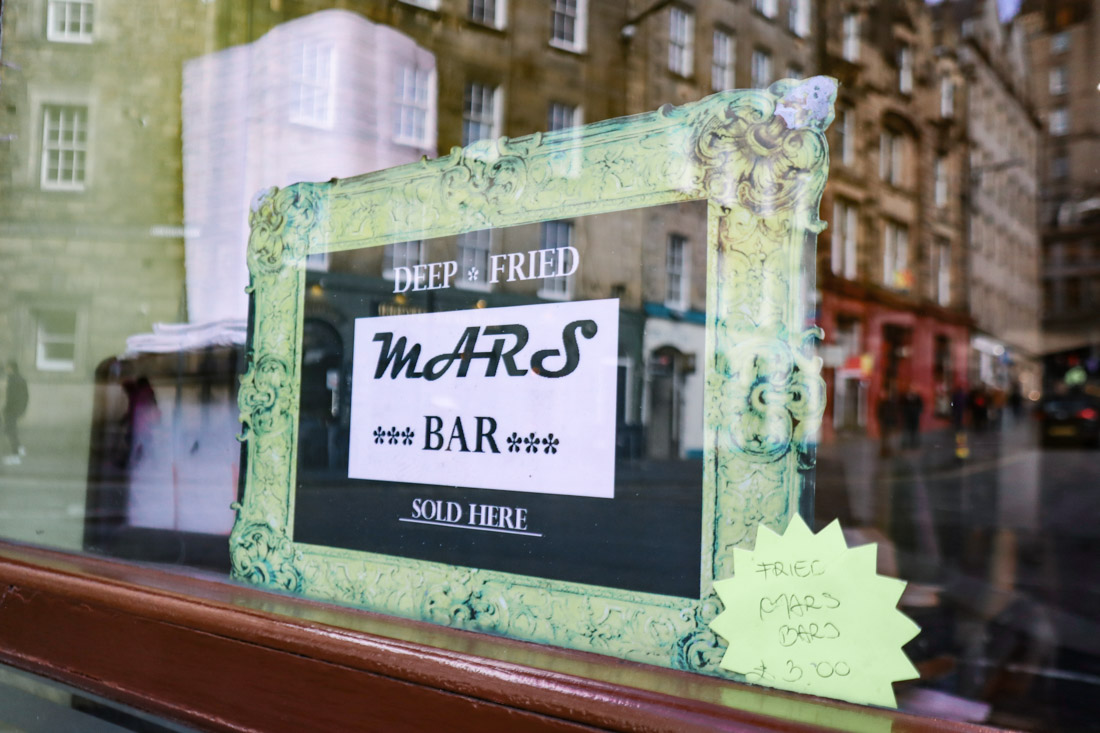 DEEP * FRIED
MARS
*** BAR ***
SOLD HERE
FRIED
MARS
BARS
£3.00